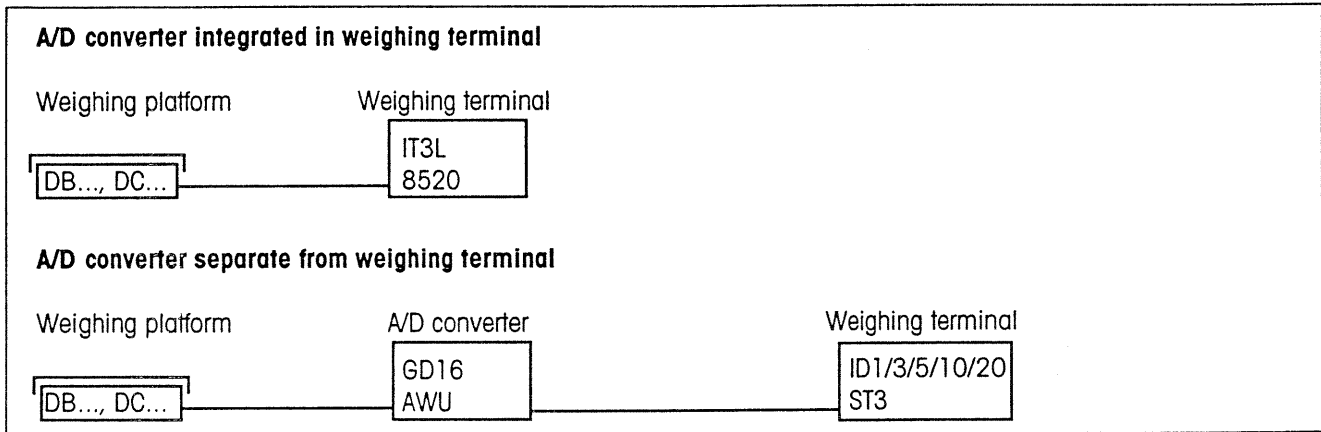 A/D converter integrated in weighing terminal
Weighing platform Weighing terminal
IT3L
DB..., DC... 8520
A/D converter separate from weighing terminal
Weighing platform A/D converter Weighing terminal
GD16 ID1/3/5/10/20
DB..., DC... AWU ST3